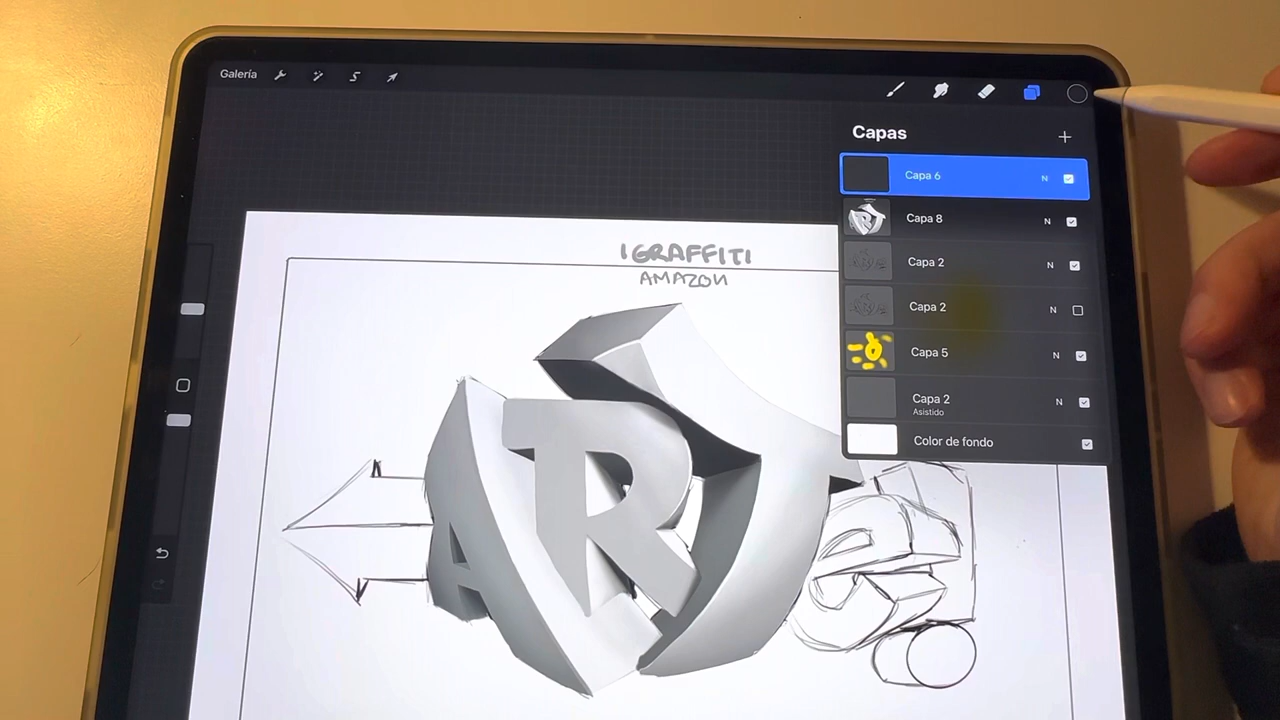 Galería
Capas
Capa 6 N
Capa 8 N
Capa 2 N
Capa 2 N
Capa 5 N
Capa 2 N
Asistido
Color de fondo
IGRAFFITI
AMAZON
ART